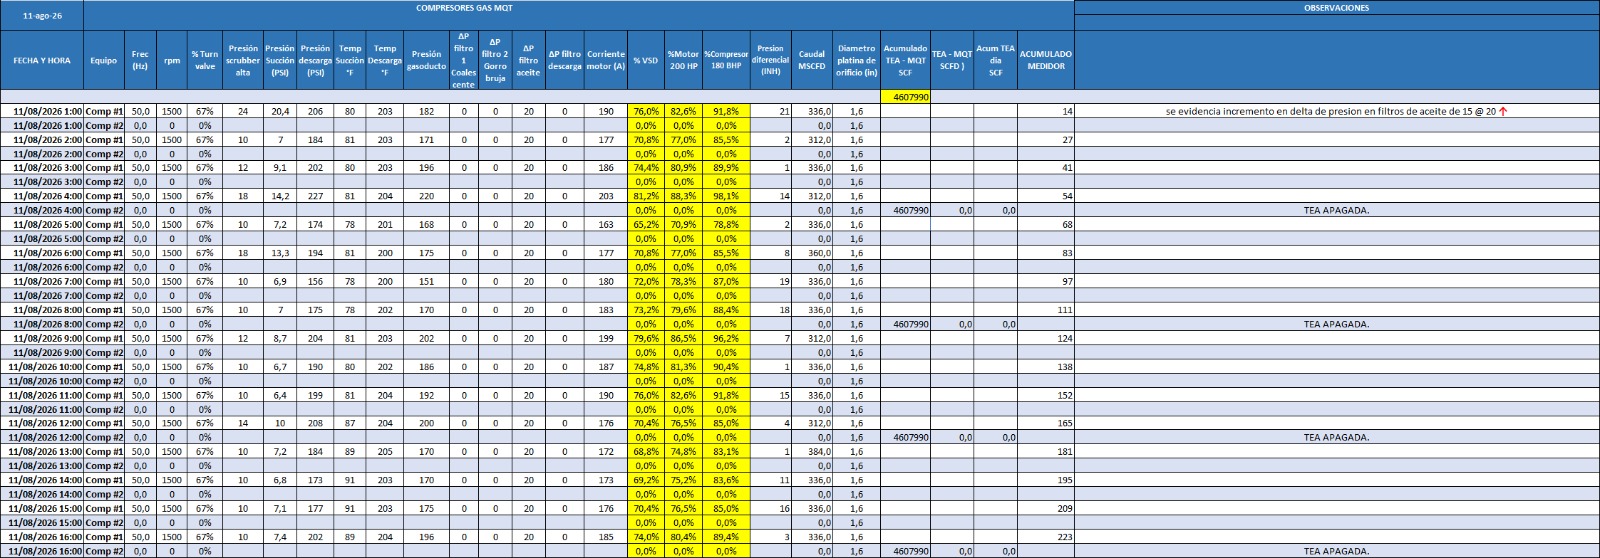 11-ago-26 COMPRESORES GAS MQT OBSERVACIONES
FECHA Y HORA Equipo Frec (Hz) rpm % Turn valve Presión scrubber alta Presión Succión (PSI) Presión descarga (PSI) Temp Succión °F Temp Descarga °F Presión gasoducto ΔP filtro 1 Coales cente ΔP filtro 2 Gorro bruja ΔP filtro aceite ΔP filtro descarga Corriente motor (A) % VSD %Motor 200 HP %Compresor 180 BHP Presion diferencial (INH) Caudal MSCFD Diametro platina de orificio (in) Acumulado TEA - MQT SCF TEA - MQT SCFD ) Acum TEA dia SCF ACUMULADO MEDIDOR
4607990
11/08/2026 1:00 Comp #1 50,0 1500 67% 24 20,4 206 80 203 182 0 0 20 0 190 76,0% 82,6% 91,8% 21 336,0 1,6 14 se evidencia incremento en delta de presion en filtros de aceite de 15 @ 20 ↑
11/08/2026 1:00 Comp #2 0,0 0 0% 0,0% 0,0% 0,0% 0,0 1,6
11/08/2026 2:00 Comp #1 50,0 1500 67% 10 7 184 81 203 171 0 0 20 0 177 70,8% 77,0% 85,5% 2 312,0 1,6 27
11/08/2026 2:00 Comp #2 0,0 0 0% 0,0% 0,0% 0,0% 0,0 1,6
11/08/2026 3:00 Comp #1 50,0 1500 67% 12 9,1 202 80 203 196 0 0 20 0 186 74,4% 80,9% 89,9% 1 336,0 1,6 41
11/08/2026 3:00 Comp #2 0,0 0 0% 0,0% 0,0% 0,0% 0,0 1,6
11/08/2026 4:00 Comp #1 50,0 1500 67% 18 14,2 227 81 204 220 0 0 20 0 203 81,2% 88,3% 98,1% 14 312,0 1,6 54
11/08/2026 4:00 Comp #2 0,0 0 0% 0,0% 0,0% 0,0% 0,0 1,6 4607990 0,0 0,0 TEA APAGADA.
11/08/2026 5:00 Comp #1 50,0 1500 67% 10 7,2 174 78 201 168 0 0 20 0 163 65,2% 70,9% 78,8% 2 336,0 1,6 68
11/08/2026 5:00 Comp #2 0,0 0 0% 0,0% 0,0% 0,0% 0,0 1,6
11/08/2026 6:00 Comp #1 50,0 1500 67% 18 13,3 194 81 200 175 0 0 20 0 177 70,8% 77,0% 85,5% 8 360,0 1,6 83
11/08/2026 6:00 Comp #2 0,0 0 0% 0,0% 0,0% 0,0% 0,0 1,6
11/08/2026 7:00 Comp #1 50,0 1500 67% 10 6,9 156 78 200 151 0 0 20 0 180 72,0% 78,3% 87,0% 19 336,0 1,6 97
11/08/2026 7:00 Comp #2 0,0 0 0% 0,0% 0,0% 0,0% 0,0 1,6
11/08/2026 8:00 Comp #1 50,0 1500 67% 10 7 175 78 202 170 0 0 20 0 183 73,2% 79,6% 88,4% 18 336,0 1,6 111
11/08/2026 8:00 Comp #2 0,0 0 0% 0,0% 0,0% 0,0% 0,0 1,6 4607990 0,0 0,0 TEA APAGADA.
11/08/2026 9:00 Comp #1 50,0 1500 67% 12 8,7 204 81 203 202 0 0 20 0 199 79,6% 86,5% 96,2% 7 312,0 1,6 124
11/08/2026 9:00 Comp #2 0,0 0 0% 0,0% 0,0% 0,0% 0,0 1,6
11/08/2026 10:00 Comp #1 50,0 1500 67% 10 6,7 190 80 202 186 0 0 20 0 187 74,8% 81,3% 90,4% 1 336,0 1,6 138
11/08/2026 10:00 Comp #2 0,0 0 0% 0,0% 0,0% 0,0% 0,0 1,6
11/08/2026 11:00 Comp #1 50,0 1500 67% 10 6,4 199 81 204 192 0 0 20 0 190 76,0% 82,6% 91,8% 15 336,0 1,6 152
11/08/2026 11:00 Comp #2 0,0 0 0% 0,0% 0,0% 0,0% 0,0 1,6
11/08/2026 12:00 Comp #1 50,0 1500 67% 14 10 208 87 204 200 0 0 20 0 176 70,4% 76,5% 85,0% 4 312,0 1,6 165
11/08/2026 12:00 Comp #2 0,0 0 0% 0,0% 0,0% 0,0% 0,0 1,6 4607990 0,0 0,0 TEA APAGADA.
11/08/2026 13:00 Comp #1 50,0 1500 67% 10 7,2 184 89 205 170 0 0 20 0 172 68,8% 74,8% 83,1% 1 384,0 1,6 181
11/08/2026 13:00 Comp #2 0,0 0 0% 0,0% 0,0% 0,0% 0,0 1,6
11/08/2026 14:00 Comp #1 50,0 1500 67% 10 6,8 173 91 203 170 0 0 20 0 173 69,2% 75,2% 83,6% 11 336,0 1,6 195
11/08/2026 14:00 Comp #2 0,0 0 0% 0,0% 0,0% 0,0% 0,0 1,6
11/08/2026 15:00 Comp #1 50,0 1500 67% 10 7,1 177 91 203 175 0 0 20 0 176 70,4% 76,5% 85,0% 16 336,0 1,6 209
11/08/2026 15:00 Comp #2 0,0 0 0% 0,0% 0,0% 0,0% 0,0 1,6
11/08/2026 16:00 Comp #1 50,0 1500 67% 10 7,4 202 89 204 196 0 0 20 0 185 74,0% 80,4% 89,4% 3 336,0 1,6 223
11/08/2026 16:00 Comp #2 0,0 0 0% 0,0% 0,0% 0,0% 0,0 1,6 4607990 0,0 0,0 TEA APAGADA.